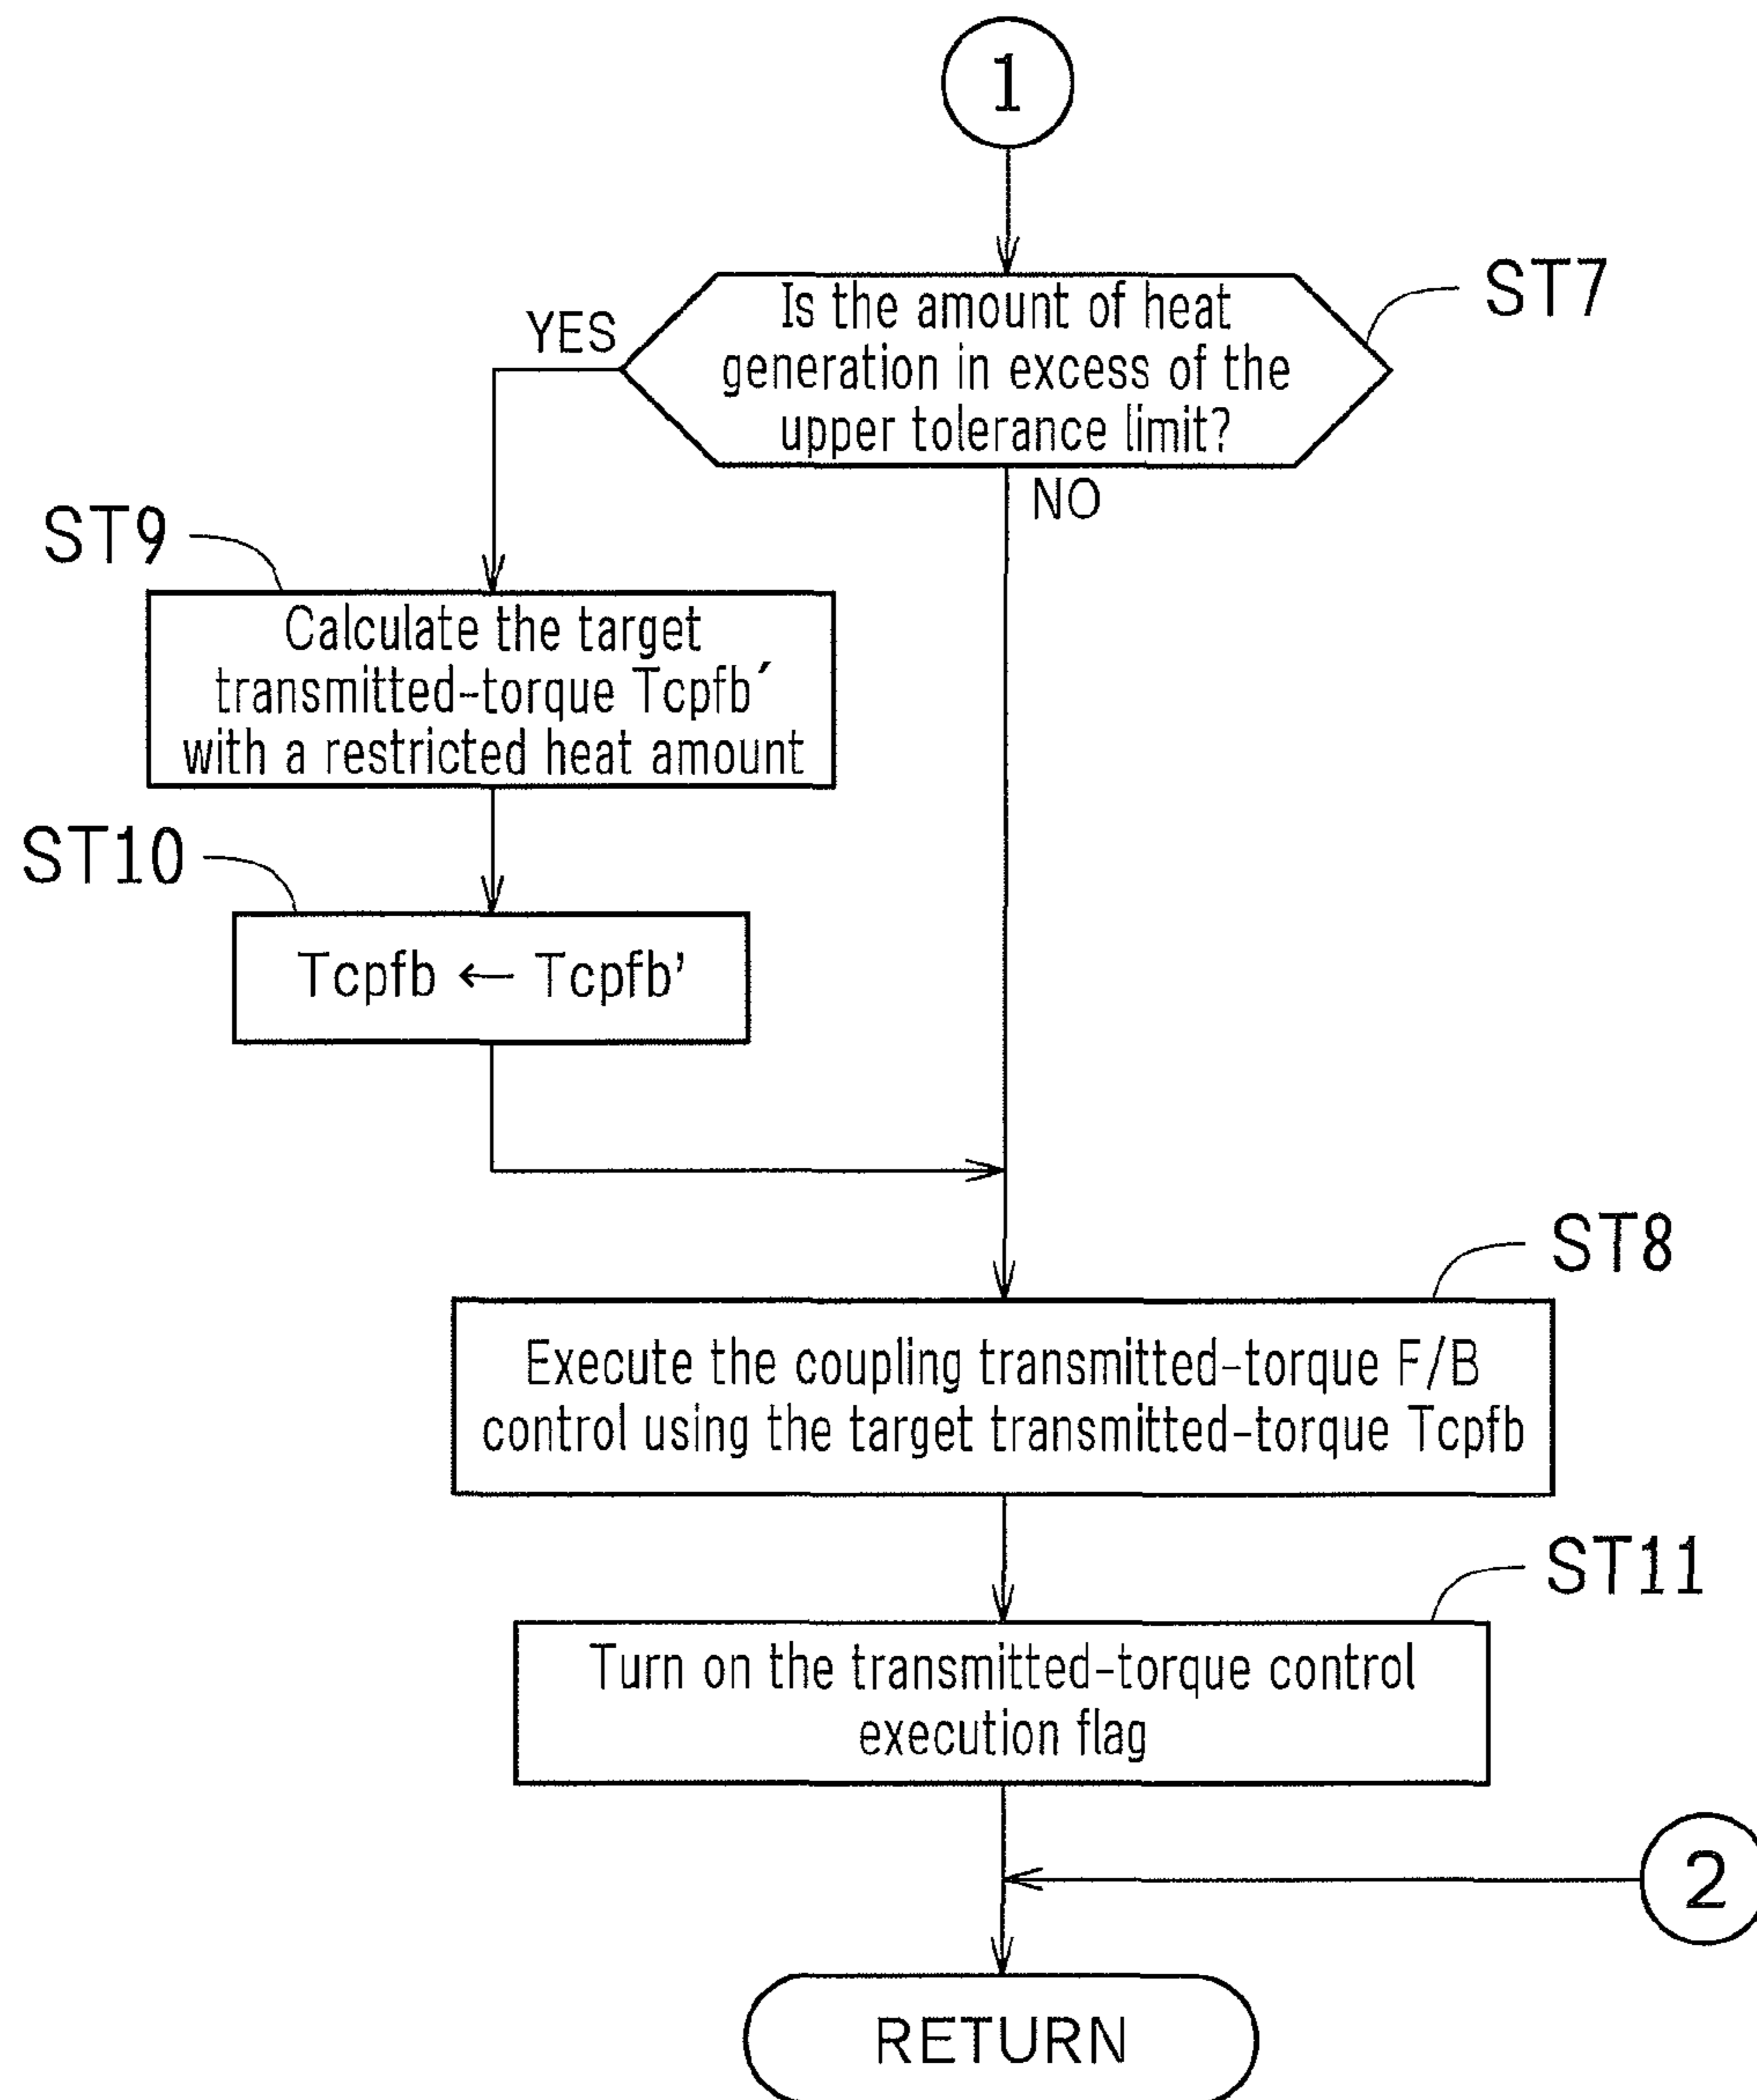 1
Is the amount of heat
generation in excess of the
upper tolerance limit?
ST7
YES
NO
ST9
Calculate the target
transmitted-torque Tcpfb′
with a restricted heat amount
ST10
Tcpfb ← Tcpfb'
ST8
Execute the coupling transmitted-torque F/B
control using the target transmitted-torque Tcpfb
ST11
Turn on the transmitted-torque control
execution flag
2
RETURN